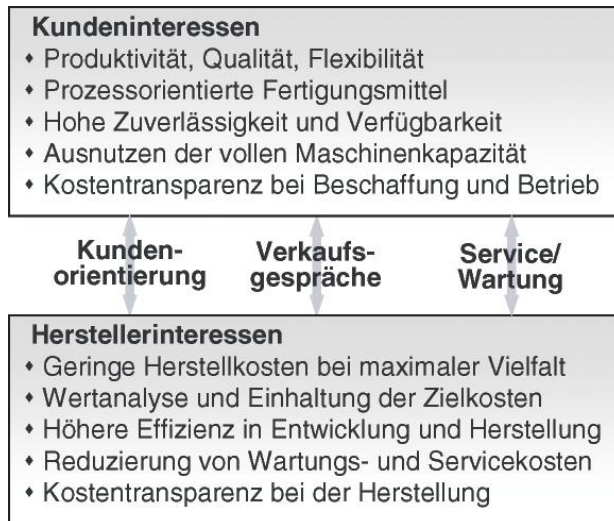 Kundeninteressen
⬥ Produktivität, Qualität, Flexibilität
⬥ Prozessorientierte Fertigungsmittel
⬥ Hohe Zuverlässigkeit und Verfügbarkeit
⬥ Ausnutzen der vollen Maschinenkapazität
⬥ Kostentransparenz bei Beschaffung und Betrieb
Kunden-
orientierung
Verkaufs-
gespräche
Service/
Wartung
Herstellerinteressen
⬥ Geringe Herstellkosten bei maximaler Vielfalt
⬥ Wertanalyse und Einhaltung der Zielkosten
⬥ Höhere Effizienz in Entwicklung und Herstellung
⬥ Reduzierung von Wartungs- und Servicekosten
⬥ Kostentransparenz bei der Herstellung